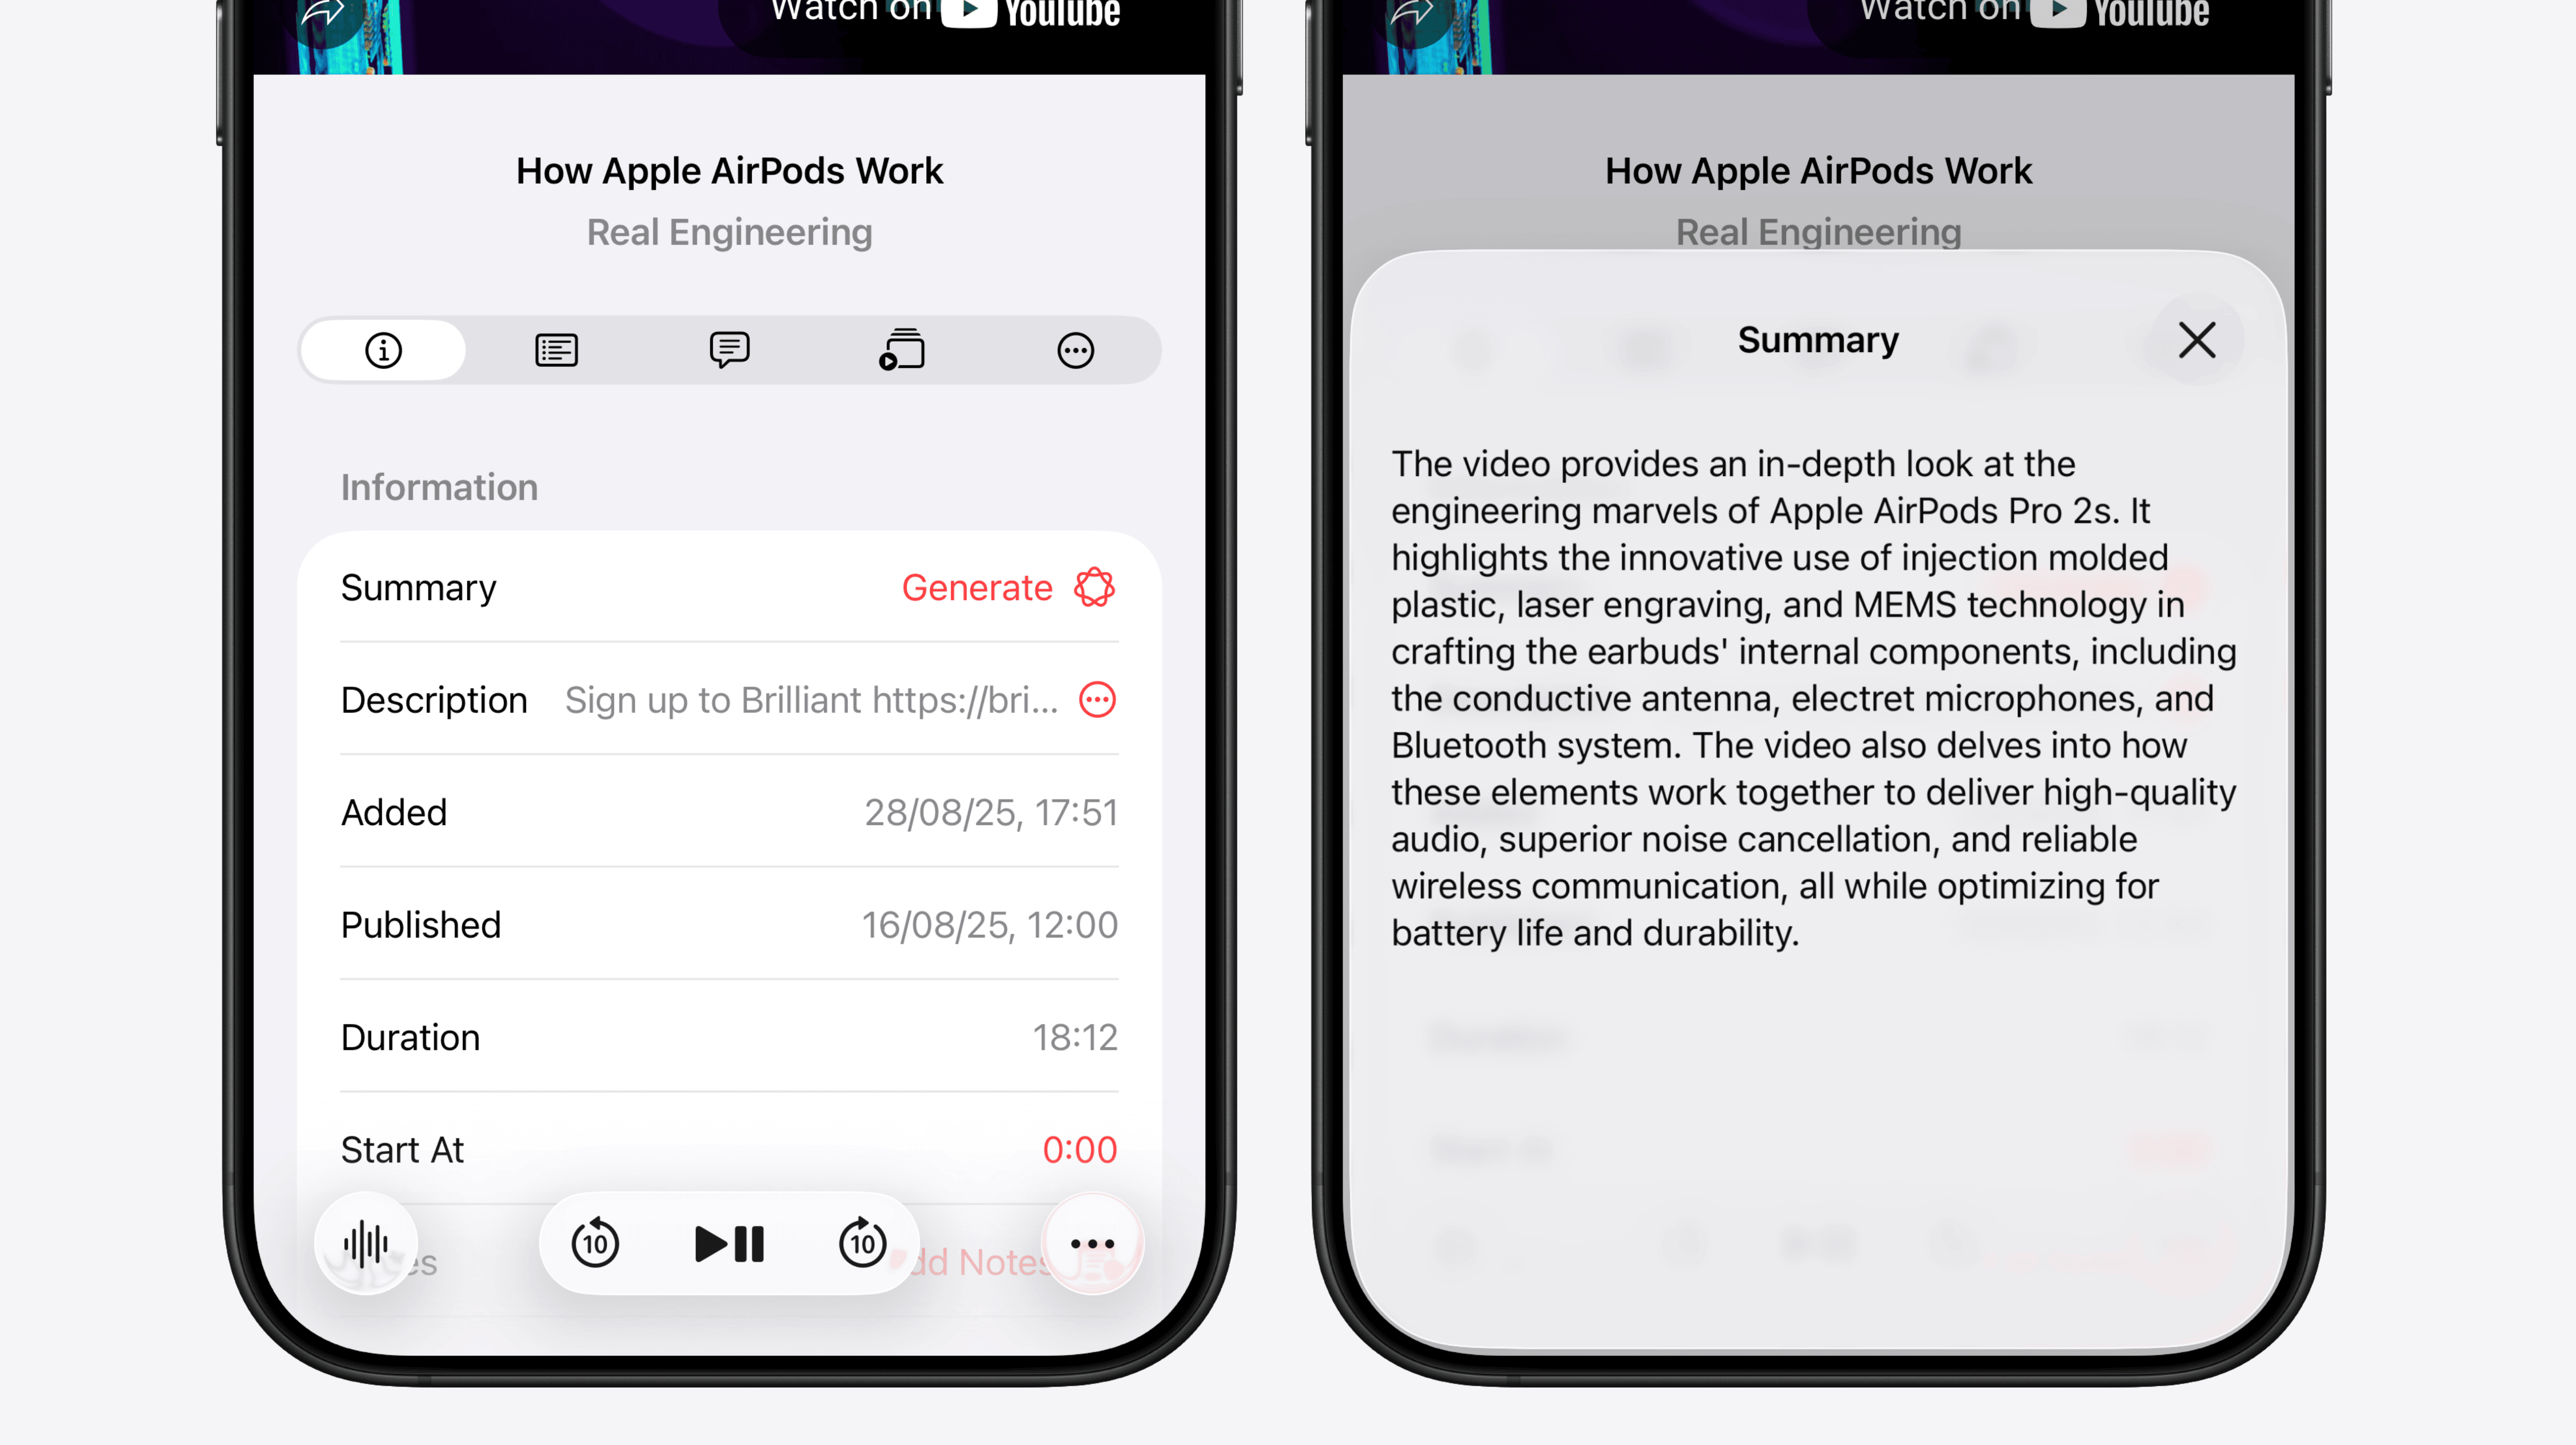 Watch on YouTube
How Apple AirPods Work
Real Engineering
Information
Summary Generate
Description Sign up to Brilliant https://bri...
Added 28/08/25, 17:51
Published 16/08/25, 12:00
Duration 18:12
Start At 0:00
10 10
Watch on YouTube
How Apple AirPods Work
Real Engineering
Summary
The video provides an in-depth look at the
engineering marvels of Apple AirPods Pro 2s. It
highlights the innovative use of injection molded
plastic, laser engraving, and MEMS technology in
crafting the earbuds' internal components, including
the conductive antenna, electret microphones, and
Bluetooth system. The video also delves into how
these elements work together to deliver high-quality
audio, superior noise cancellation, and reliable
wireless communication, all while optimizing for
battery life and durability.